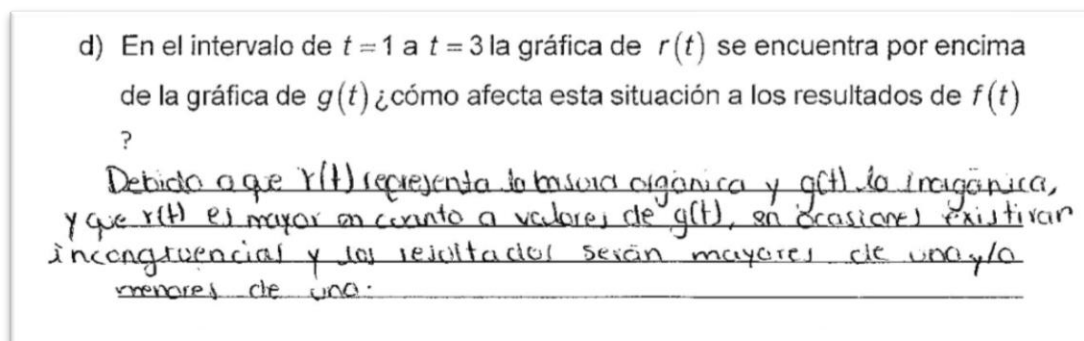 d) En el intervalo de t = 1 a t = 3 la gráfica de r(t) se encuentra por encima
de la gráfica de g(t) ¿cómo afecta esta situación a los resultados de f(t)
?
Debido a que r(t) representa la basura orgánica y g(t) la inorgánica,
y que r(t) es mayor en cuanto a valores de g(t), en ocasiones existiran
incongruencias y los resultados serán mayores de uno y/o
menores de uno.